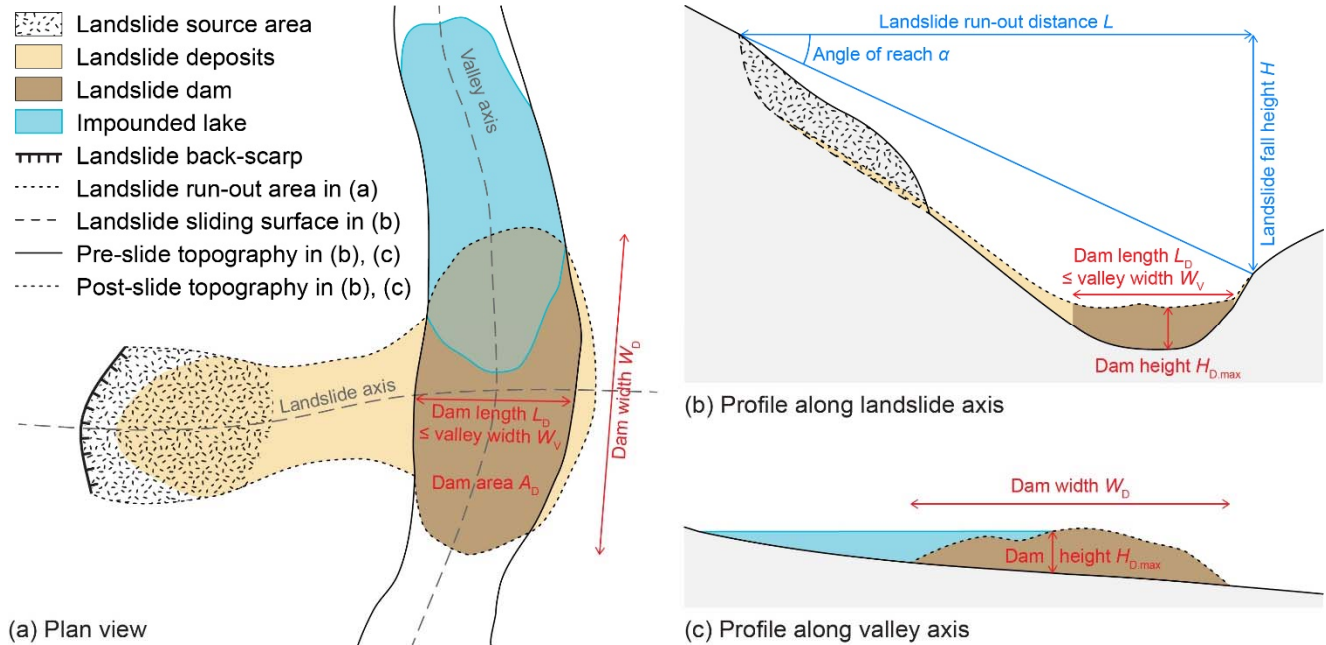 Landslide source area
Landslide deposits
Landslide dam
Impounded lake
Landslide back-scarp
Landslide run-out area in (a)
Landslide sliding surface in (b)
Pre-slide topography in (b), (c)
Post-slide topography in (b), (c)
Valley axis
Landslide axis
Dam length L_D
≤ valley width W_V
Dam area A_D
Dam width W_D
(a) Plan view
Landslide run-out distance L
Angle of reach α
Landslide fall height H
Dam length L_D
≤ valley width W_V
Dam height H_D.max
(b) Profile along landslide axis
Dam width W_D
Dam height H_D.max
(c) Profile along valley axis